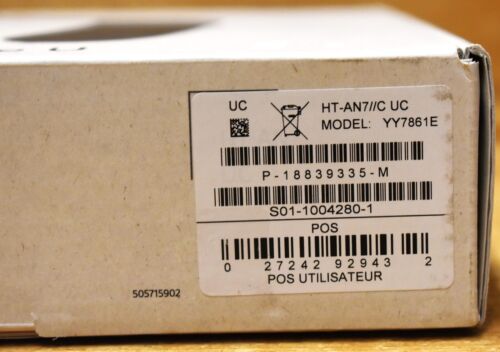 UC
HT-AN7//C UC
MODEL: YY7861E
P-18839335-M
S01-1004280-1
POS
0 27242 92943 2
POS UTILISATEUR
505715902